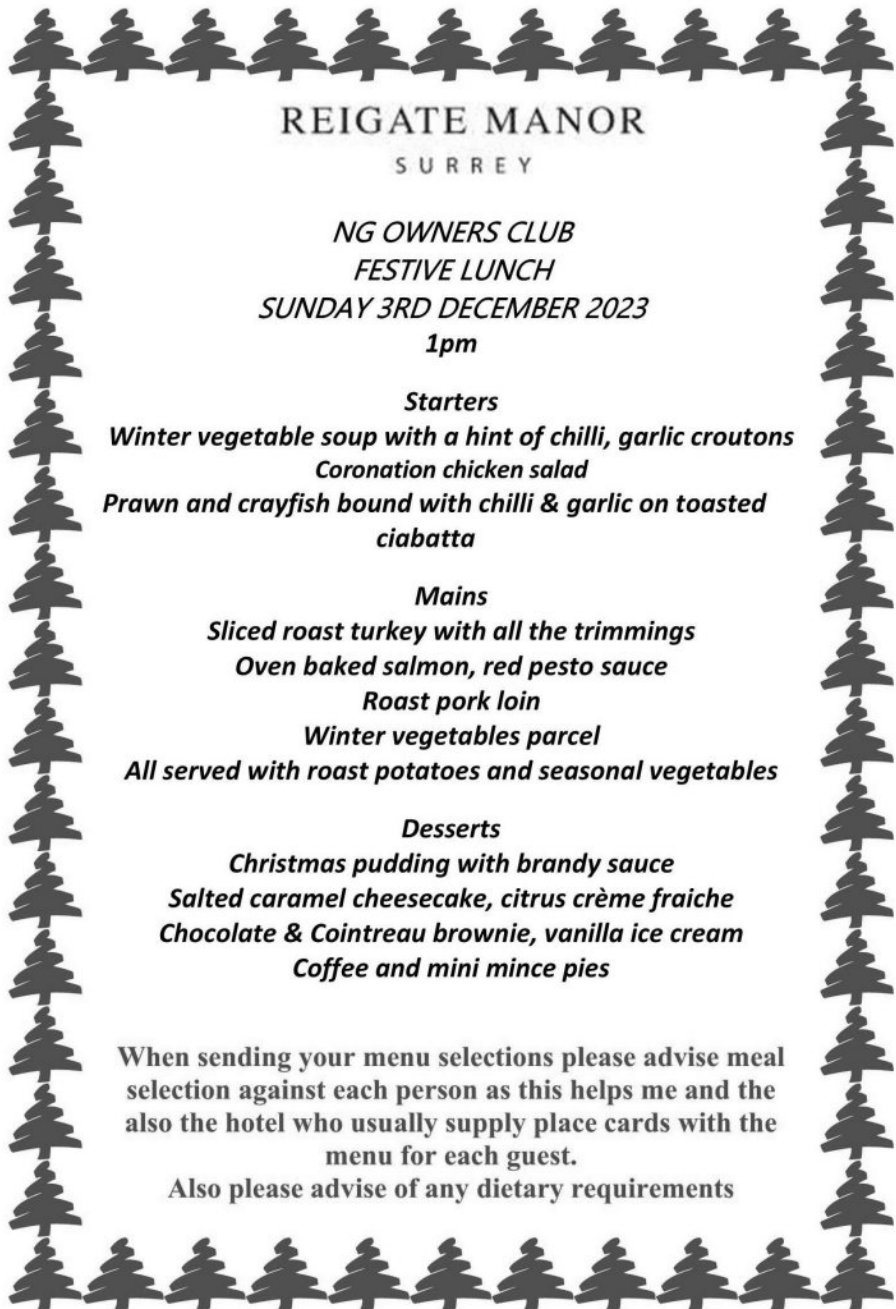 REIGATE MANOR
SURREY
NG OWNERS CLUB
FESTIVE LUNCH
SUNDAY 3RD DECEMBER 2023
1pm
Starters
Winter vegetable soup with a hint of chilli, garlic croutons
Coronation chicken salad
Prawn and crayfish bound with chilli & garlic on toasted
ciabatta
Mains
Sliced roast turkey with all the trimmings
Oven baked salmon, red pesto sauce
Roast pork loin
Winter vegetables parcel
All served with roast potatoes and seasonal vegetables
Desserts
Christmas pudding with brandy sauce
Salted caramel cheesecake, citrus crème fraiche
Chocolate & Cointreau brownie, vanilla ice cream
Coffee and mini mince pies
When sending your menu selections please advise meal
selection against each person as this helps me and the
also the hotel who usually supply place cards with the
menu for each guest.
Also please advise of any dietary requirements